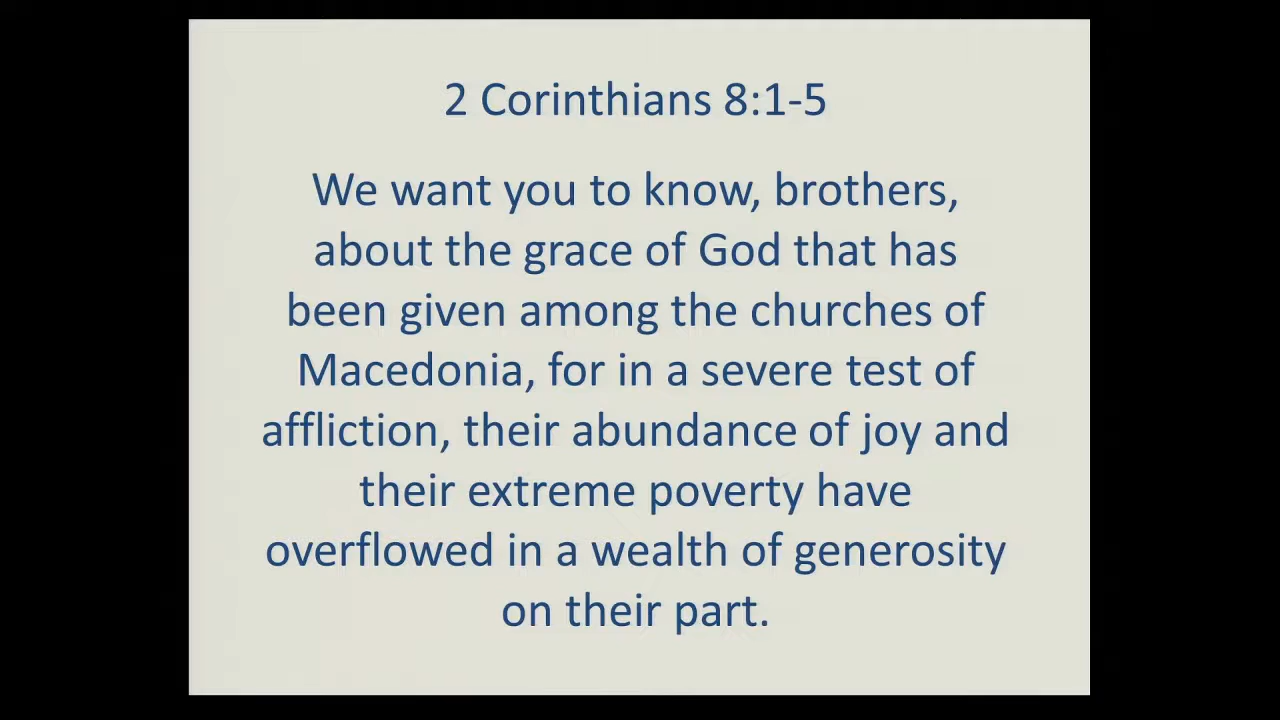 2 Corinthians 8:1-5
We want you to know, brothers,
about the grace of God that has
been given among the churches of
Macedonia, for in a severe test of
affliction, their abundance of joy and
their extreme poverty have
overflowed in a wealth of generosity
on their part.